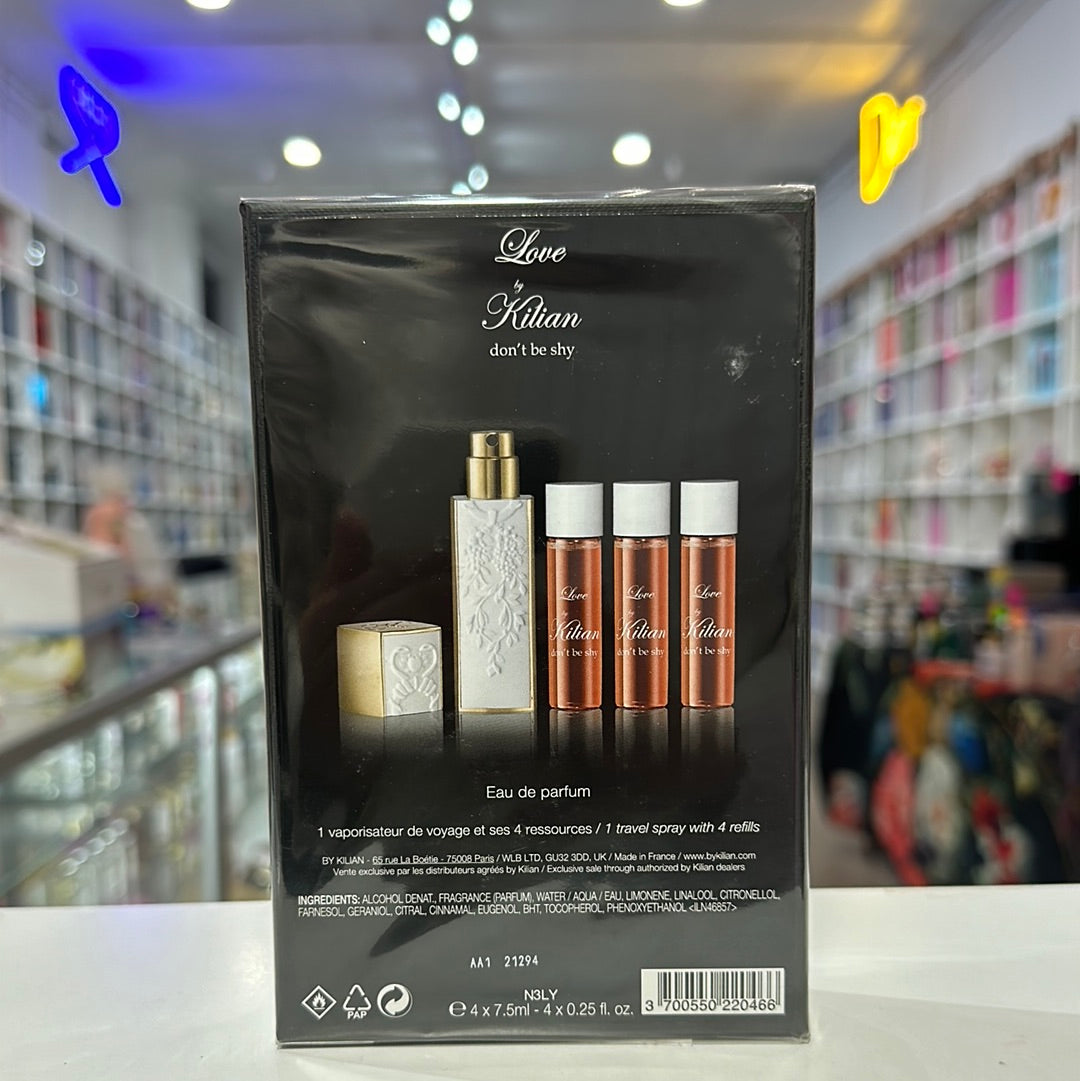 Love
by
Kilian
don't be shy
Love
by
Kilian
don't be shy
Love
by
Kilian
don't be shy
Love
by
Kilian
don't be shy
Eau de parfum
1 vaporisateur de voyage et ses 4 ressources / 1 travel spray with 4 refills
BY KILIAN - 65 rue La Boétie - 75008 Paris / WLB LTD, GU32 3DD, UK / Made in France / www.bykilian.com
Vente exclusive par les distributeurs agréés by Kilian / Exclusive sale through authorized by Kilian dealers
INGREDIENTS: ALCOHOL DENAT., FRAGRANCE (PARFUM), WATER / AQUA / EAU, LIMONENE, LINALOOL, CITRONELLOL,
FARNESOL, GERANIOL, CITRAL, CINNAMAL, EUGENOL, BHT, TOCOPHEROL, PHENOXYETHANOL <ILN46857>
AA1 21294
PAP
N3LY
℮ 4 x 7.5ml - 4 x 0.25 fl. oz.
3 700550 220466